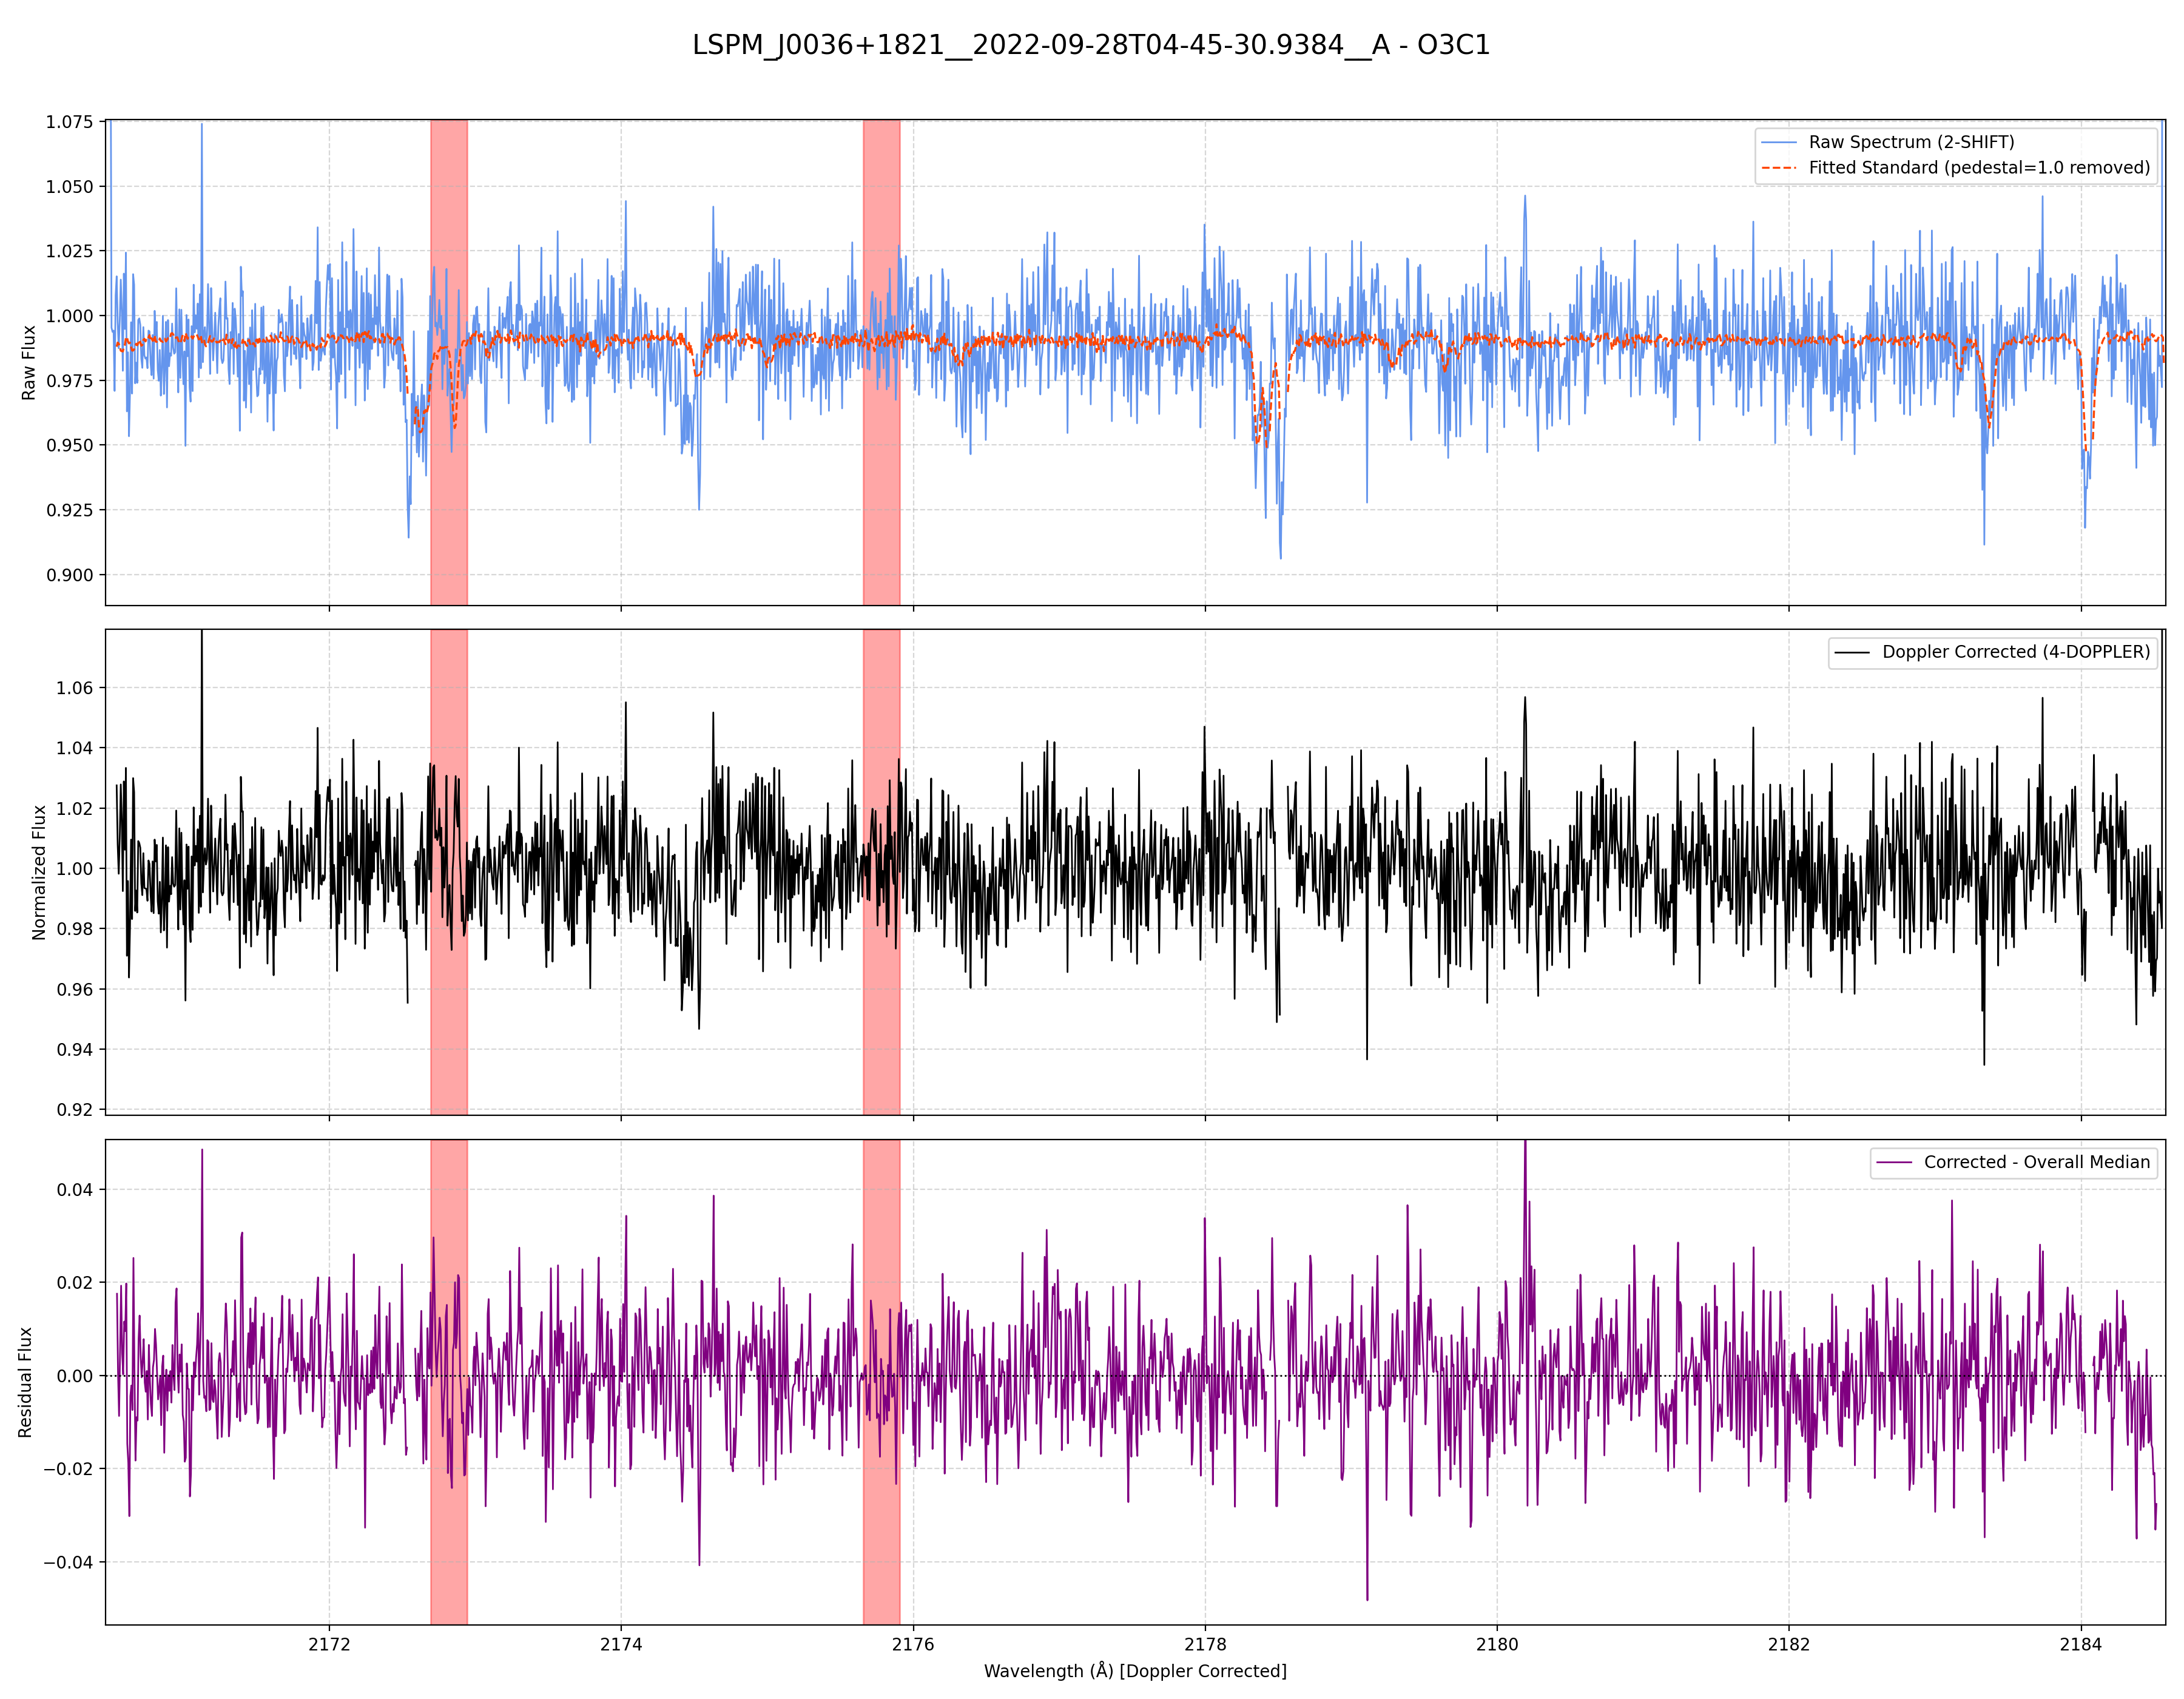 LSPM_J0036+1821__2022-09-28T04-45-30.9384__A - O3C1
Raw Flux
1.075
1.050
1.025
1.000
0.975
0.950
0.925
0.900
Raw Spectrum (2-SHIFT)
Fitted Standard (pedestal=1.0 removed)
Normalized Flux
1.06
1.04
1.02
1.00
0.98
0.96
0.94
0.92
Doppler Corrected (4-DOPPLER)
Residual Flux
0.04
0.02
0.00
−0.02
−0.04
Corrected - Overall Median
2172 2174 2176 2178 2180 2182 2184
Wavelength (Å) [Doppler Corrected]